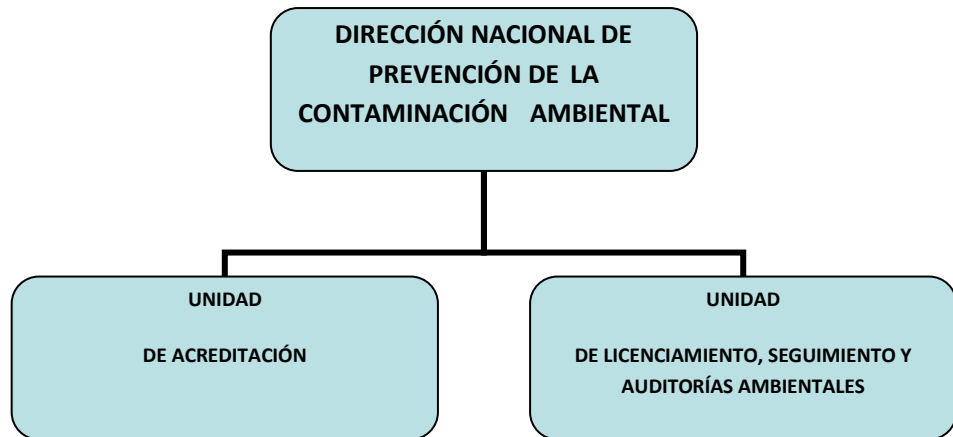 DIRECCIÓN NACIONAL DE
PREVENCIÓN DE LA
CONTAMINACIÓN AMBIENTAL
UNIDAD
DE ACREDITACIÓN
UNIDAD
DE LICENCIAMIENTO, SEGUIMIENTO Y
AUDITORÍAS AMBIENTALES